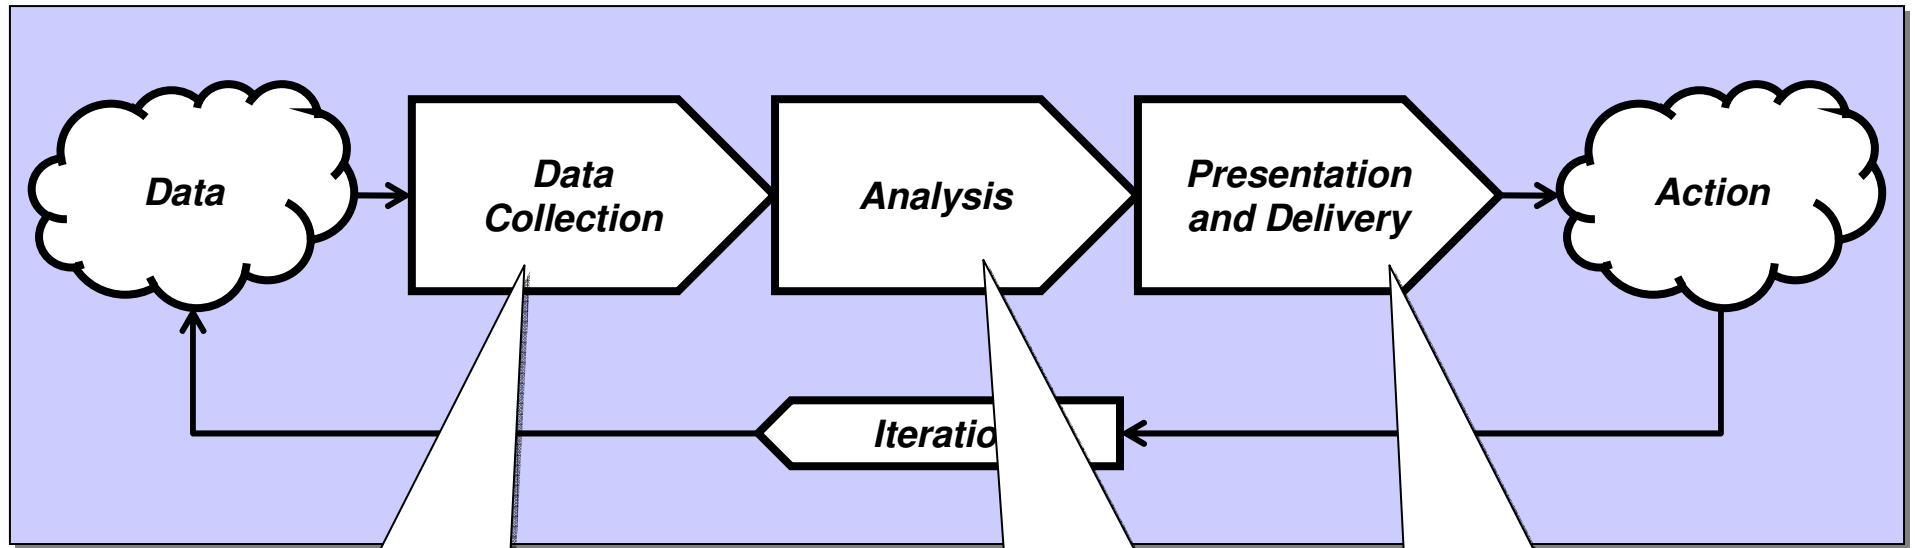 Data
Data
Collection
Analysis
Presentation
and Delivery
Action
Iteratio